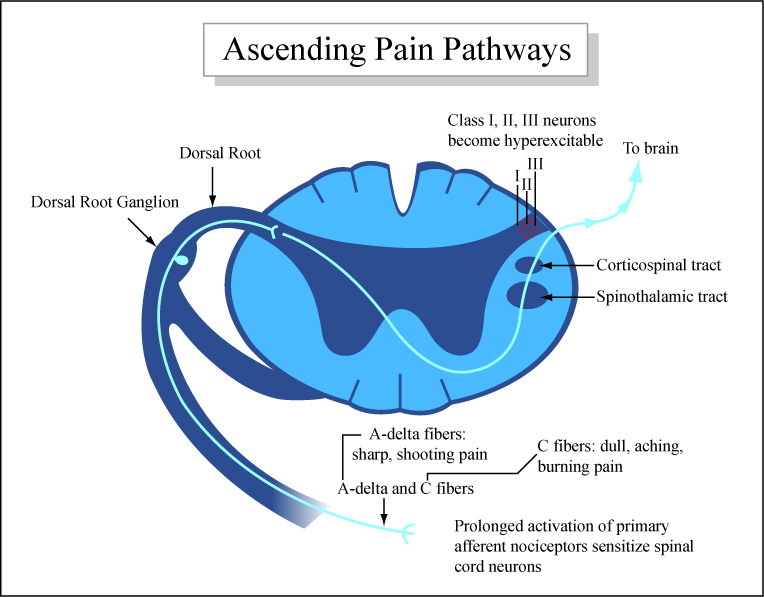 Ascending Pain Pathways
Class I, II, III neurons
become hyperexcitable
To brain
Dorsal Root
III
II
I
Dorsal Root Ganglion
Corticospinal tract
Spinothalamic tract
A-delta fibers:
sharp, shooting pain
C fibers: dull, aching,
burning pain
A-delta and C fibers
Prolonged activation of primary
afferent nociceptors sensitize spinal
cord neurons